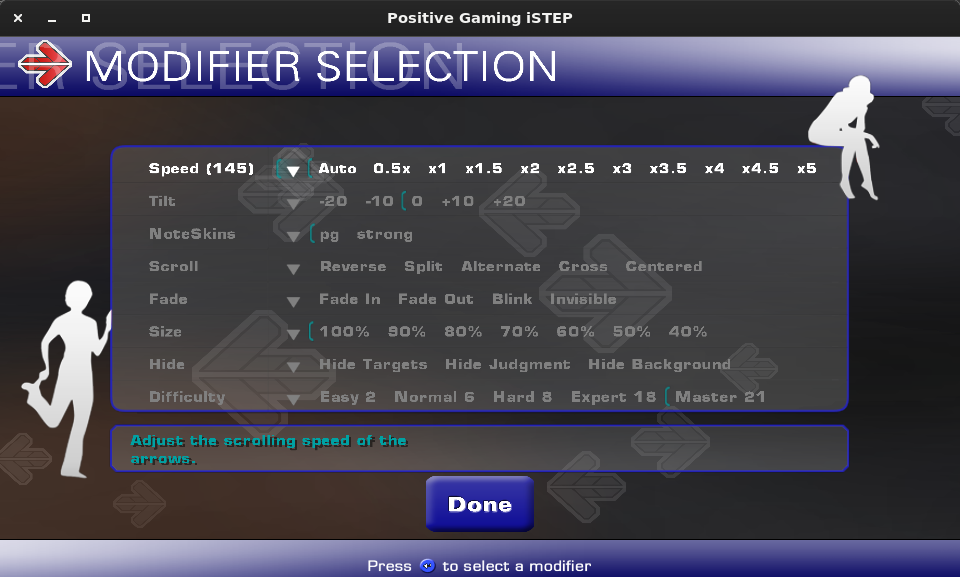 Positive Gaming iSTEP
ER SELECTION
MODIFIER SELECTION
Speed (145) Auto 0.5x x1 x1.5 x2 x2.5 x3 x3.5 x4 x4.5 x5
Tilt -20 -10 0 +10 +20
NoteSkins pg strong
Scroll Reverse Split Alternate Cross Centered
Fade Fade In Fade Out Blink Invisible
Size 100% 90% 80% 70% 60% 50% 40%
Hide Hide Targets Hide Judgment Hide Background
Difficulty Easy 2 Normal 6 Hard 8 Expert 18 Master 21
Adjust the scrolling speed of the
arrows.
Done
Press to select a modifier